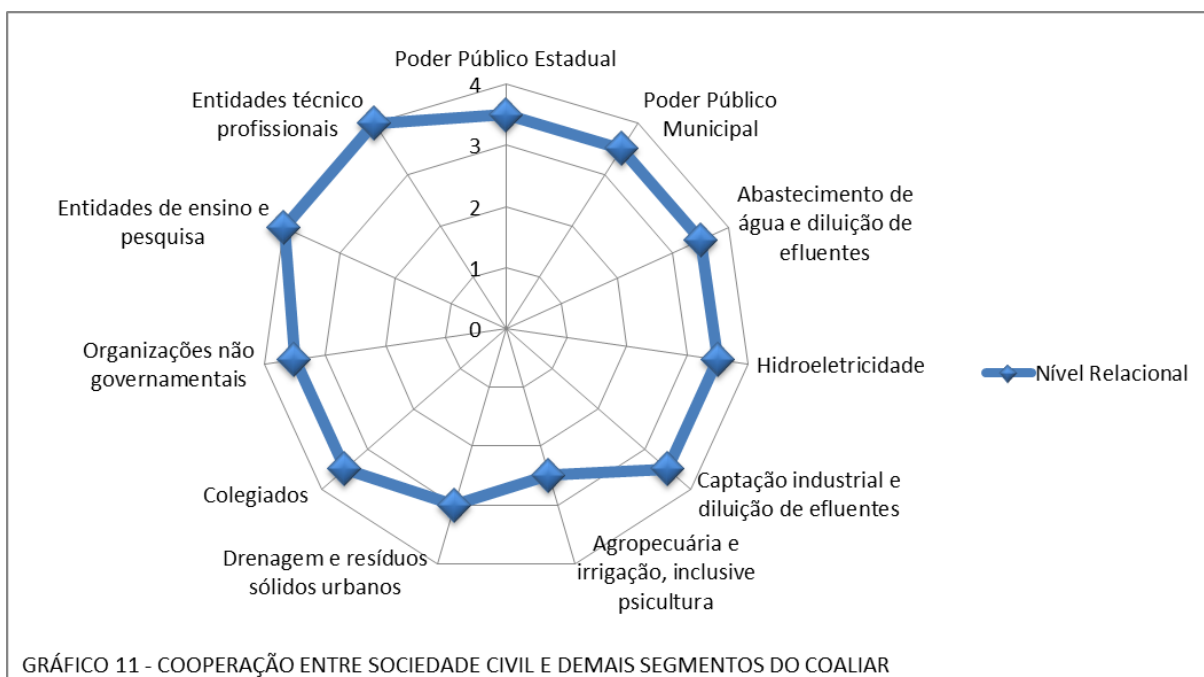 Poder Público Estadual
Poder Público
Municipal
Abastecimento de
água e diluição de
efluentes
Hidroeletricidade
Captação industrial e
diluição de efluentes
Agropecuária e
irrigação, inclusive
psicultura
Drenagem e resíduos
sólidos urbanos
Colegiados
Organizações não
governamentais
Entidades de ensino e
pesquisa
Entidades técnico
profissionais
4
3
2
1
0
Nível Relacional
GRÁFICO 11 - COOPERAÇÃO ENTRE SOCIEDADE CIVIL E DEMAIS SEGMENTOS DO COALIAR